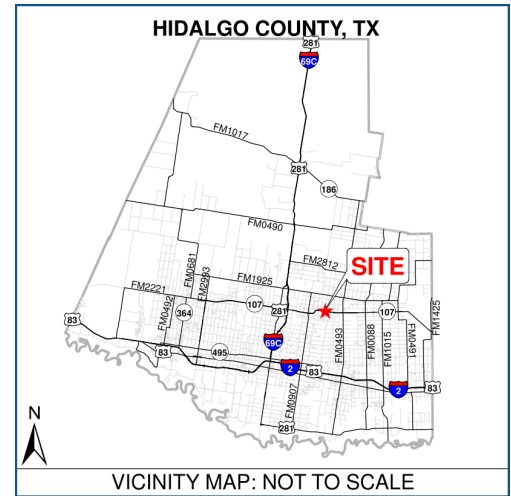 HIDALGO COUNTY, TX
281
69C
FM1017
281
186
FM0490
FM2812
SITE
FM0681
FM2993
FM1925
FM2221
FM0492
364
107
281
107
FM1425
83
69C
FM0493
FM0088
FM1015
FM0491
495
83
2
83
FM0907
2
83
281
N
VICINITY MAP: NOT TO SCALE